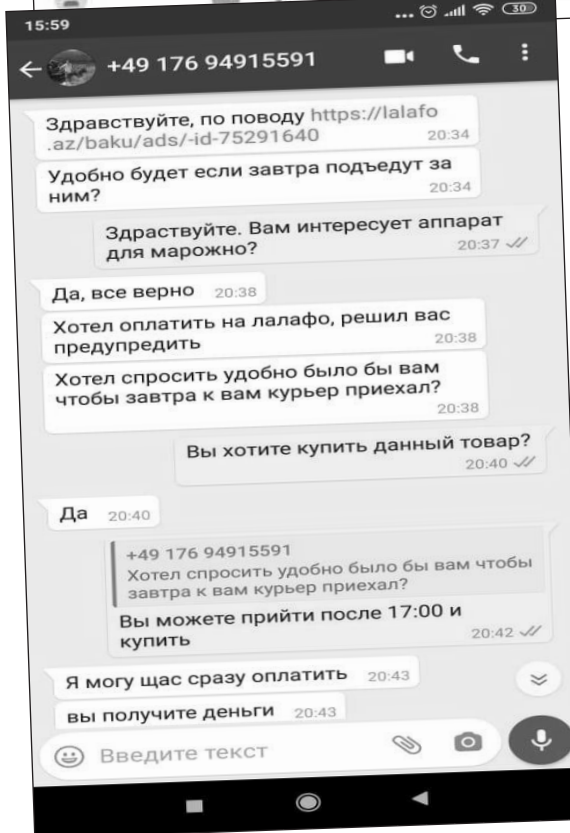 15:59
... 30
+49 176 94915591
Здравствуйте, по поводу https://lalafo
.az/baku/ads/-id-75291640 20:34
Удобно будет если завтра подъедут за
ним? 20:34
Здраствуйте. Вам интересует аппарат
для марожно? 20:37
Да, все верно 20:38
Хотел оплатить на лалафо, решил вас
предупредить 20:38
Хотел спросить удобно было бы вам
чтобы завтра к вам курьер приехал?
20:38
Вы хотите купить данный товар?
20:40
Да 20:40
+49 176 94915591
Хотел спросить удобно было бы вам чтобы
завтра к вам курьер приехал?
Вы можете прийти после 17:00 и
купить 20:42
Я могу щас сразу оплатить 20:43
вы получите деньги 20:43
Введите текст